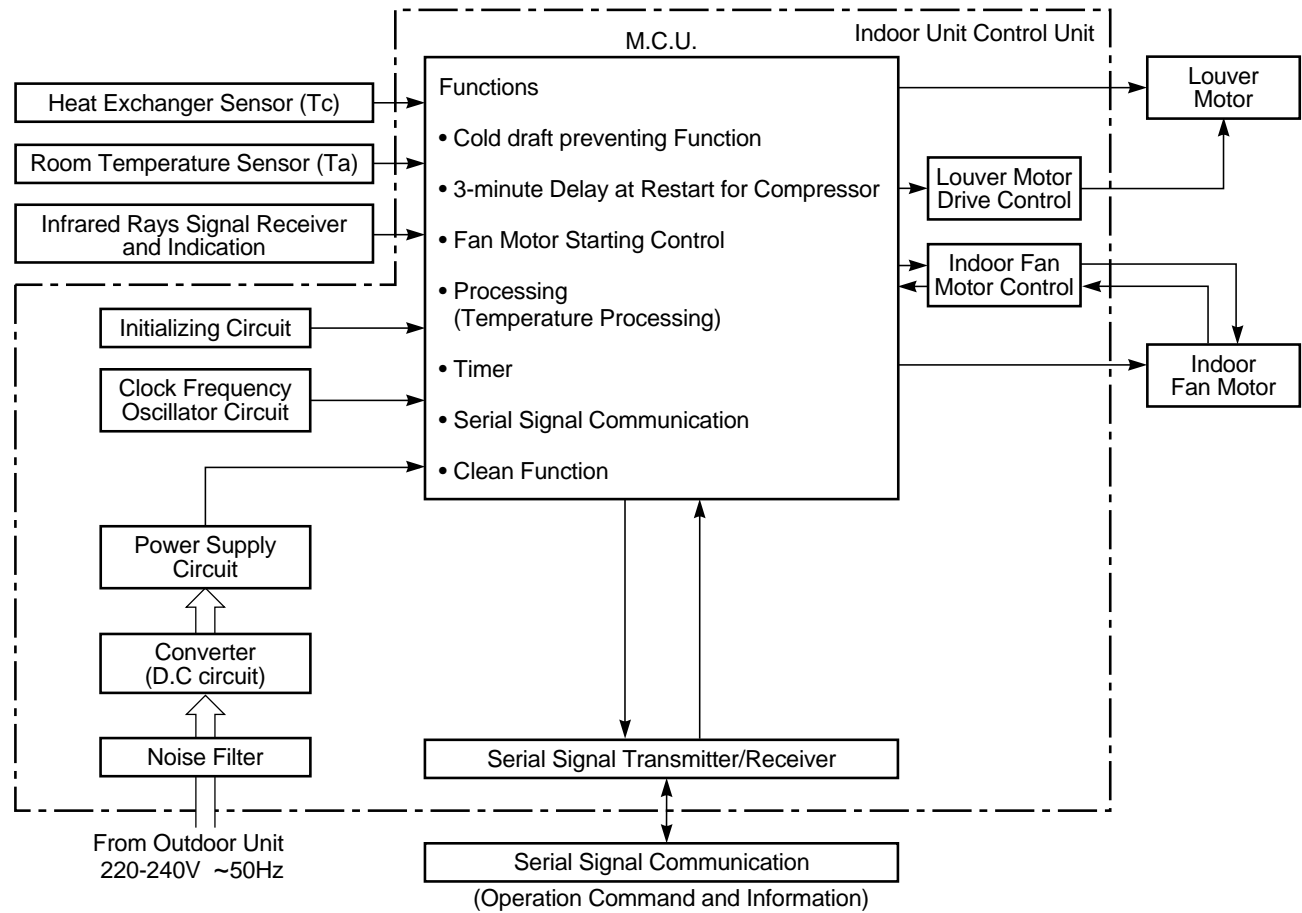 Indoor Unit Control Unit
M.C.U.
Heat Exchanger Sensor (Tc)
Room Temperature Sensor (Ta)
Infrared Rays Signal Receiver
and Indication
Initializing Circuit
Clock Frequency
Oscillator Circuit
Power Supply
Circuit
Converter
(D.C circuit)
Noise Filter
From Outdoor Unit
220-240V ~50Hz
Functions
• Cold draft preventing Function
• 3-minute Delay at Restart for Compressor
• Fan Motor Starting Control
• Processing
(Temperature Processing)
• Timer
• Serial Signal Communication
• Clean Function
Louver
Motor
Louver Motor
Drive Control
Indoor Fan
Motor Control
Indoor
Fan Motor
Serial Signal Transmitter/Receiver
Serial Signal Communication
(Operation Command and Information)